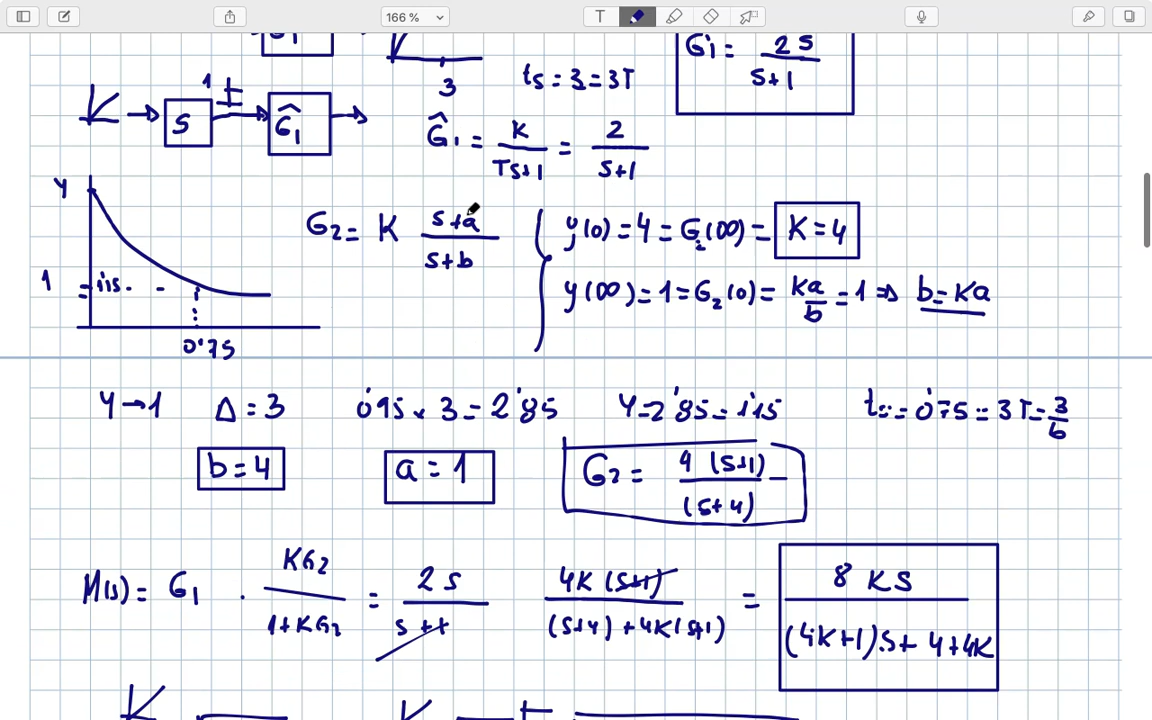 166 %
T
G1
3
ts = 3 = 3T
G1 = 2s / s+1
1
S
Ĝ1
Ĝ1 = K / Ts+1 = 2 / s+1
y
G2 = K s+a / s+b
y(0) = 4 = G2(∞) = K=4
1
1'15
y(∞) = 1 = G2(0) = Ka / b = 1 ⇒ b=Ka
0'75
Y→1 Δ = 3 0'95 x 3 = 2'85 4-2'85 = 1'15 ts = 0'75 = 3T = 3/b
b = 4 a = 1 G2 = 4 (s+1) / (s+4)
M(s) = G1 · KG2 / 1+KG2 = 2s / s+1 4K (s+1) / (s+4) + 4K(s+1) = 8 K s / (4K+1).s + 4+4K